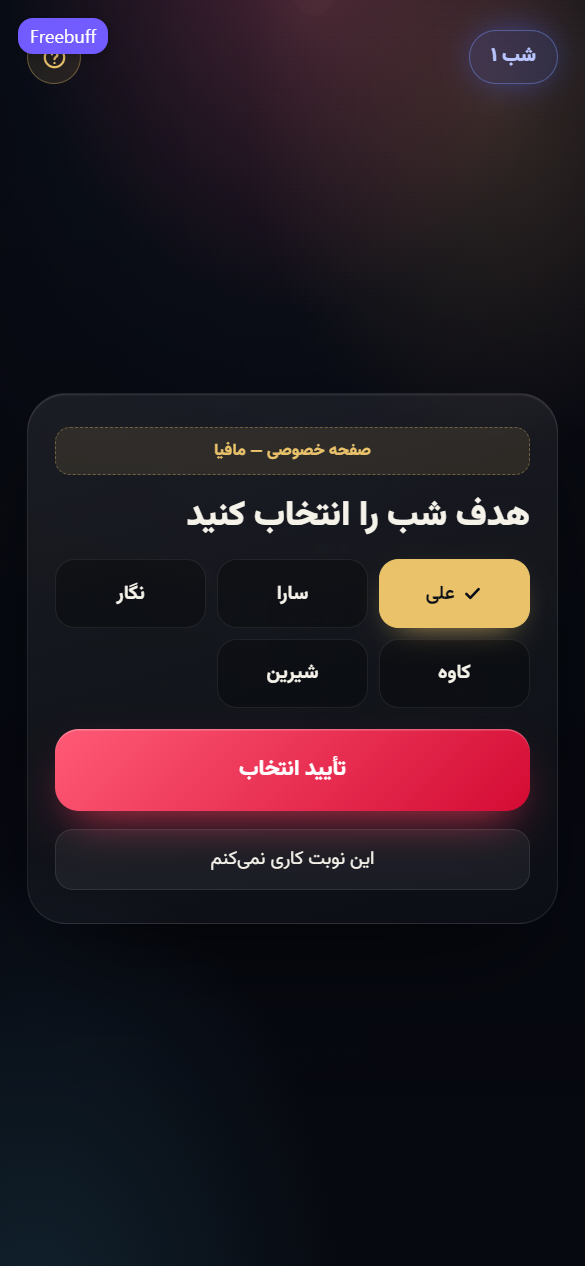 Freebuff
شب ۱
?
صفحه خصوصی — مافیا
هدف شب را انتخاب کنید
علی
سارا
نگار
کاوه
شیرین
تأیید انتخاب
این نوبت کاری نمی‌کنم